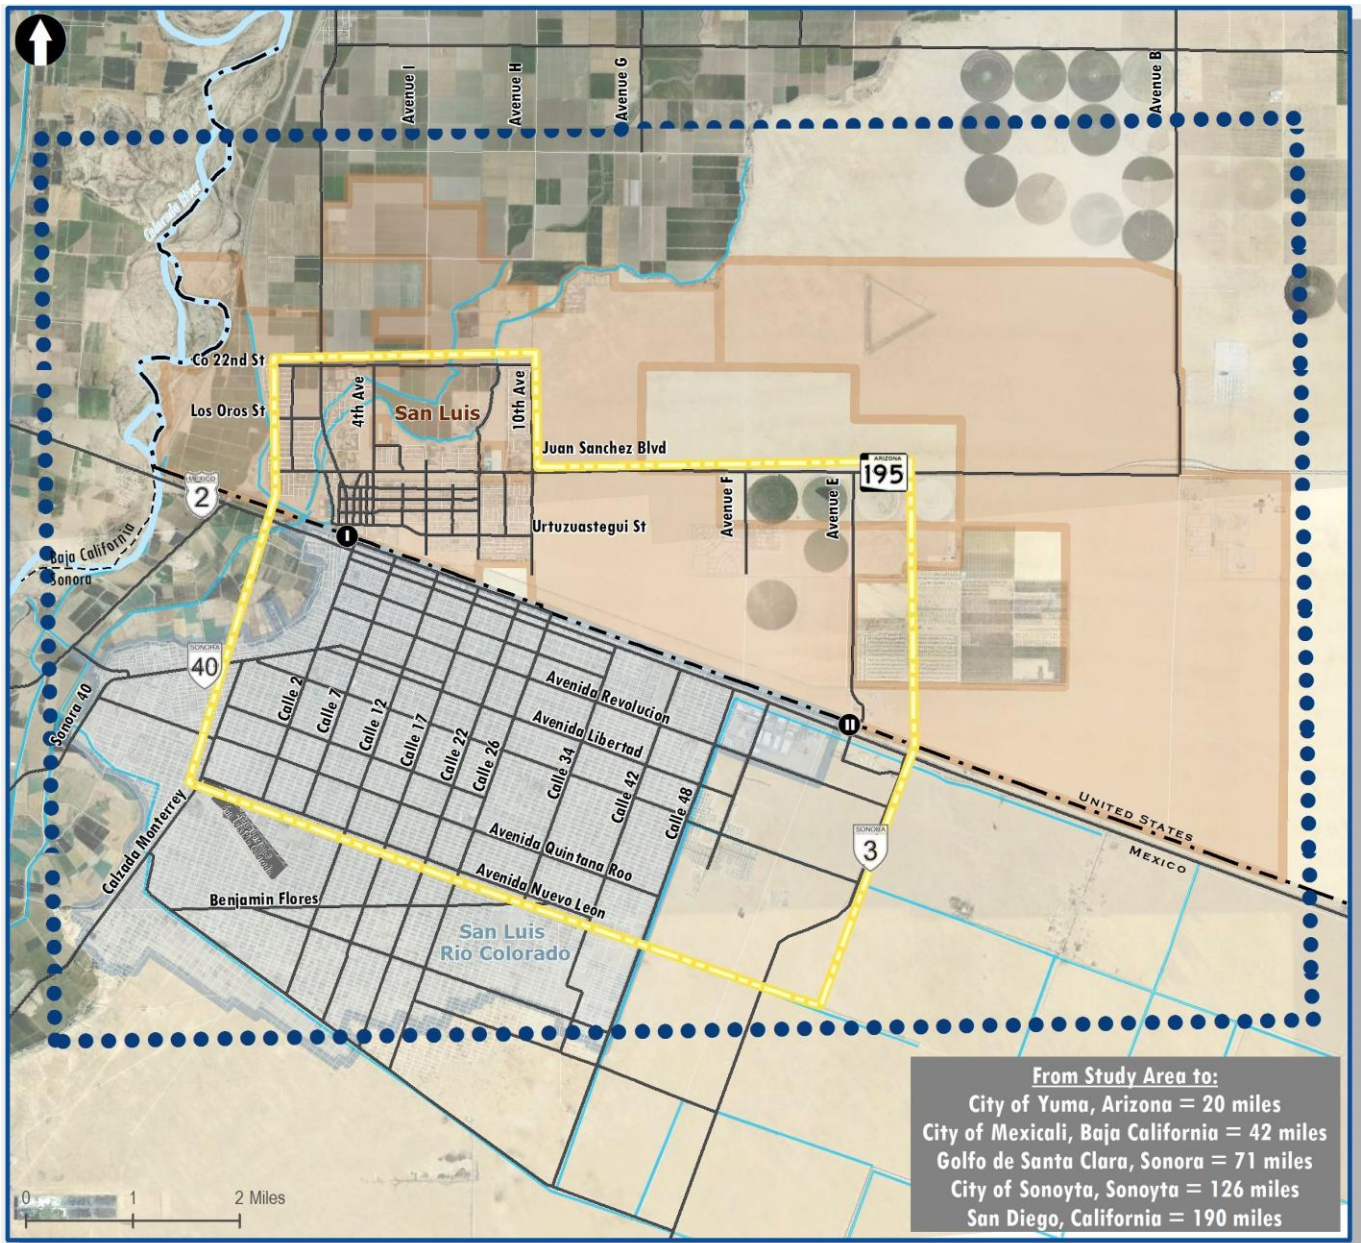 Avenue I
Avenue H
Avenue G
Avenue B
Colorado River
Co 22nd St
Los Oros St
4th Ave
San Luis
10th Ave
Juan Sanchez Blvd
ARIZONA
195
MEXICO
2
Avenue F
Avenue E
Urtuzuastegui St
I
Baja California
Sonora
SONORA
40
Sonora 40
Calle 2
Calle 7
Calle 12
Calle 17
Calle 22
Calle 26
Calle 34
Calle 42
Calle 48
Avenida Revolucion
Avenida Libertad
II
UNITED STATES
MEXICO
SONORA
3
Calzada Monterrey
Avenida Quintana Roo
Avenida Nuevo Leon
Benjamin Flores
San Luis
Rio Colorado
From Study Area to:
City of Yuma, Arizona = 20 miles
City of Mexicali, Baja California = 42 miles
Golfo de Santa Clara, Sonora = 71 miles
City of Sonoyta, Sonoyta = 126 miles
San Diego, California = 190 miles
0 1 2 Miles